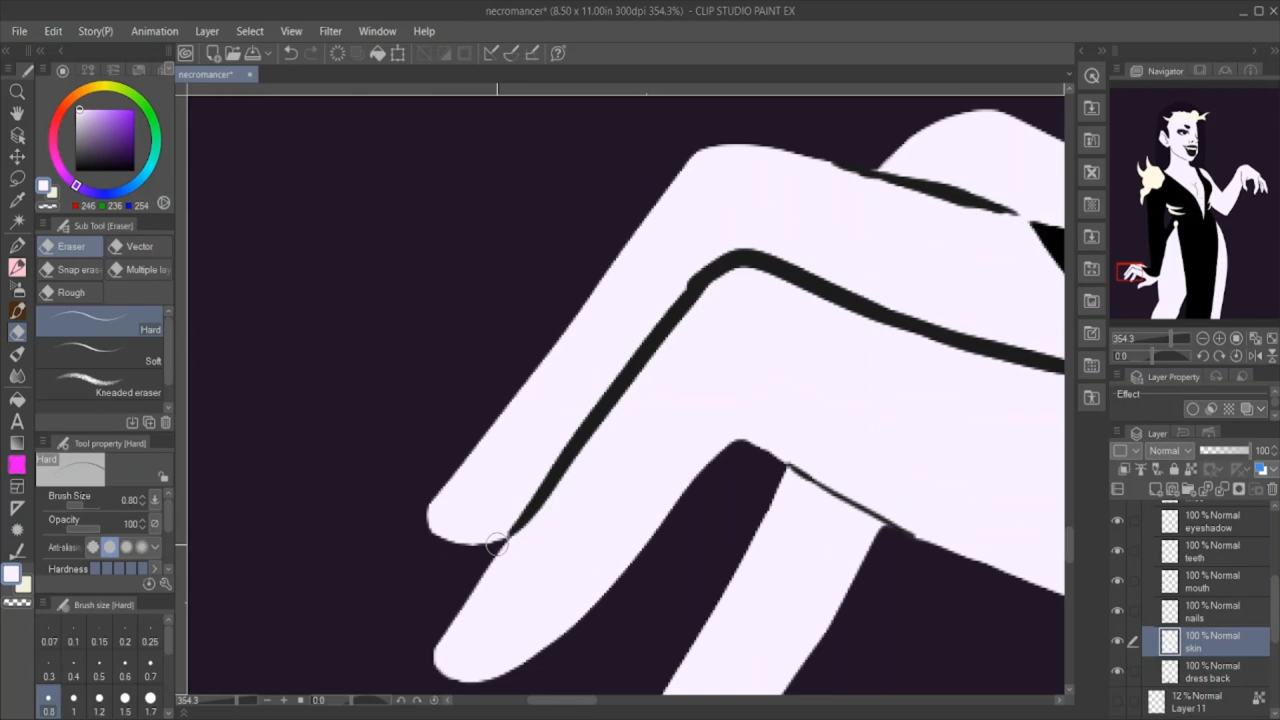 necromancer* (8.50 x 11.00in 300dpi 354.3%) - CLIP STUDIO PAINT EX
File Edit Story(P) Animation Layer Select View Filter Window Help
necromancer*
Navigator
246 236 254
Sub Tool [Eraser]
Eraser Vector
Snap eras Multiple lay
Rough
Hard
Soft
Kneaded eraser
Tool property [Hard]
Hard
Brush Size 0.80
Opacity 100
Anti-aliasin
Hardness
Brush size [Hard]
0.07 0.1 0.15 0.2 0.25
0.3 0.4 0.5 0.6 0.7
0.8 1 1.2 1.5 1.7
354.3 0.0
354.3
0.0
Layer Property
Effect
Layer
Normal 100
100 % Normal
eyeshadow
100 % Normal
teeth
100 % Normal
mouth
100 % Normal
nails
100 % Normal
skin
100 % Normal
dress back
12 % Normal
Layer 11